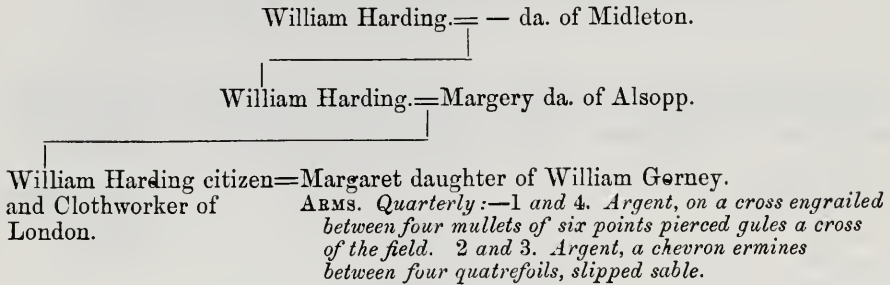 William Harding.=— da. of Midleton.
William Harding.=Margery da. of Alsopp.
William Harding citizen=Margaret daughter of William Gerney.
and Clothworker of
London.
ARMS. Quarterly:—1 and 4. Argent, on a cross engrailed
between four mullets of six points pierced gules a cross
of the field. 2 and 3. Argent, a chevron ermines
between four quatrefoils, slipped sable.